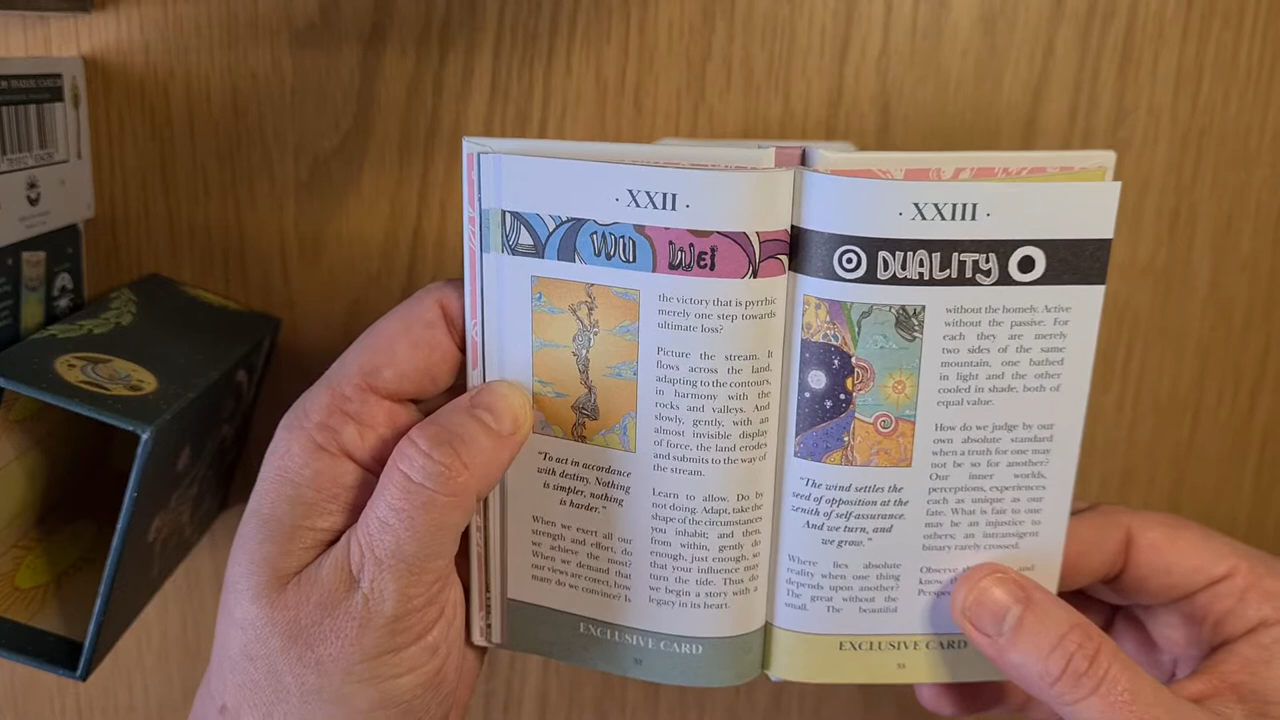 · XXII ·
WU WEI
"To act in accordance
with destiny. Nothing
is simpler, nothing
is harder."
When we exert all our
strength and effort, do
we achieve the most?
When we demand that
our views are corect, how
many do we convince? Is
the victory that is pyrrhic
merely one step towards
ultimate loss?
Picture the stream. It
flows across the land,
adapting to the contours,
in harmony with the
rocks and valleys. And
slowly, gently, with an
almost invisible display
of force, the land erodes
and submits to the way of
the stream.
Learn to allow. Do by
not doing. Adapt, take the
shape of the circumstances
you inhabit; and then,
from within, gently do
enough, just enough, so
that your influence may
turn the tide. Thus do
we begin a story with a
legacy in its heart.
EXCLUSIVE CARD
· XXIII ·
DUALITY
"The wind settles the
seed of opposition at the
zenith of self-assurance.
And we turn, and
we grow."
Where lies absolute
reality when one thing
depends upon another?
The great without the
small. The beautiful
without the homely. Active
without the passive. For
each they are merely
two sides of the same
mountain, one bathed
in light and the other
cooled in shade, both of
equal value.
How do we judge by our
own absolute standard
when a truth for one may
not be so for another?
Our inner worlds,
perceptions, experiences
each as unique as our
fate. What is fair to one
may be an injustice to
others; an intransigent
binary rarely crossed.
Observe and
know
EXCLUSIVE CARD